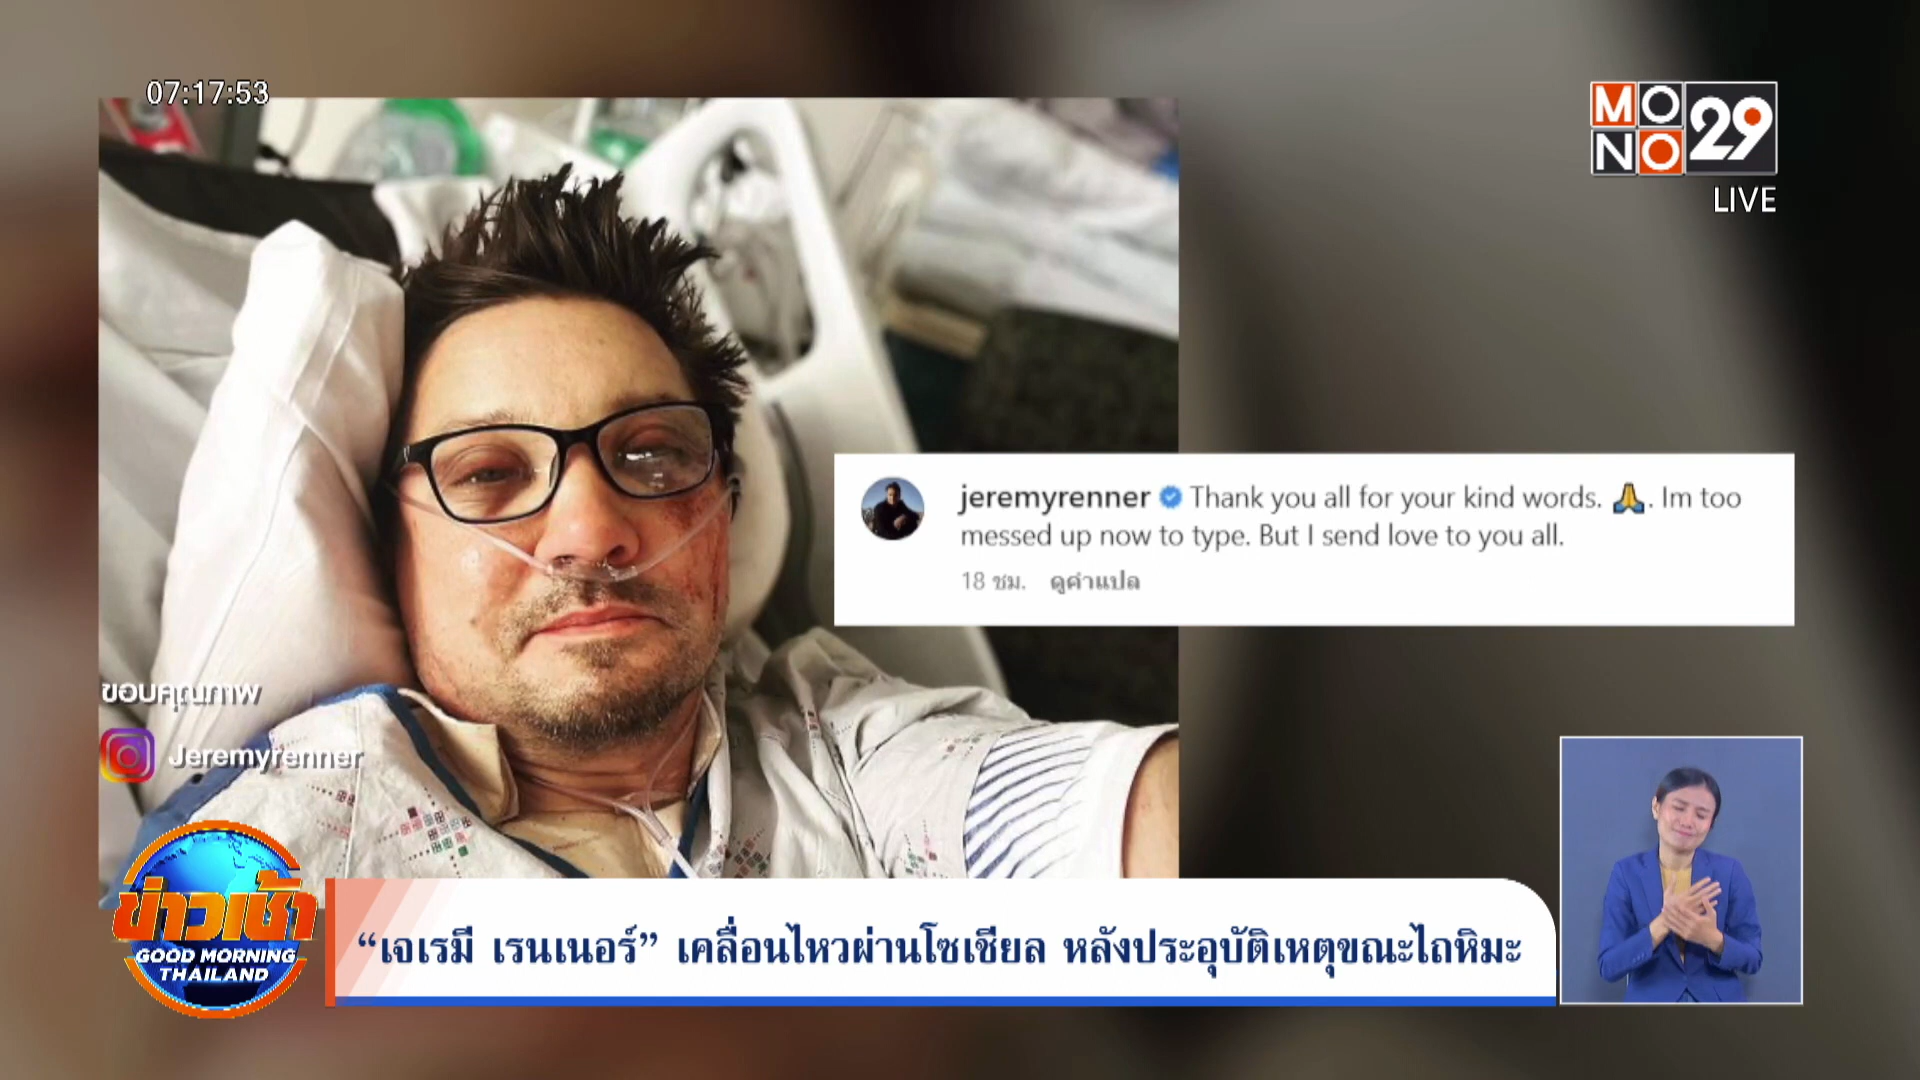 07:17:53
MONO 29
LIVE
jeremyrenner Thank you all for your kind words. 🙏. Im too
messed up now to type. But I send love to you all.
18 ชม. ดูคำแปล
ขอบคุณภาพ
Jeremyrenner
ข่าวเช้า
GOOD MORNING
THAILAND
“เจเรมี เรนเนอร์” เคลื่อนไหวผ่านโซเชียล หลังประอุบัติเหตุขณะไถหิมะ